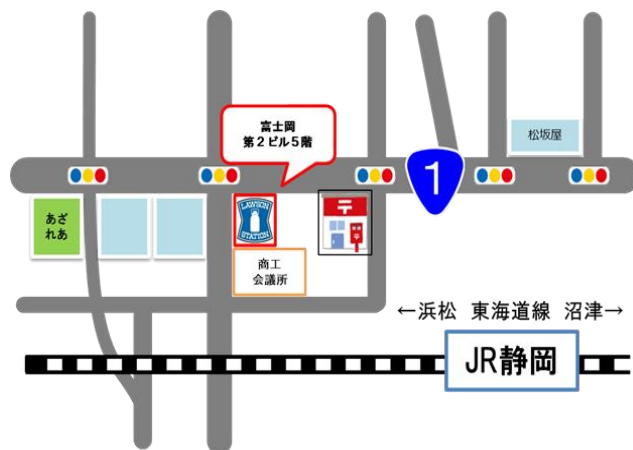 富士岡
第２ビル５階
松坂屋
1
あざ
れあ
LAWSON
STATION
〒
商工
会議所
←浜松 東海道線 沼津→
JR静岡